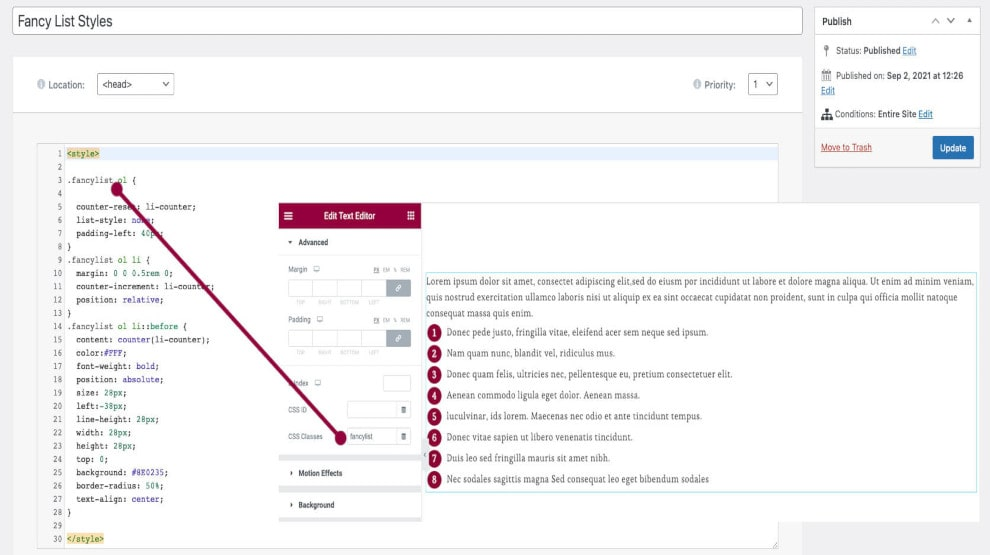 Fancy List Styles
Publish
Status: Published Edit
Published on: Sep 2, 2021 at 12:26
Edit
Conditions: Entire Site Edit
Move to Trash
Update
Location: <head>
Priority: 1
1 <style>
2
3 .fancylist ol {
4
5 counter-reset: li-counter;
6 list-style: none;
7 padding-left: 40px;
8 }
9 .fancylist ol li {
10 margin: 0 0 0.5rem 0;
11 counter-increment: li-counter;
12 position: relative;
13 }
14 .fancylist ol li::before {
15 content: counter(li-counter);
16 color:#FFF;
17 font-weight: bold;
18 position: absolute;
19 size: 28px;
20 left:-38px;
21 line-height: 28px;
22 width: 28px;
23 height: 28px;
24 top: 0;
25 background: #8E0235;
26 border-radius: 50%;
27 text-align: center;
28 }
29
30 </style>
Edit Text Editor
Advanced
Margin PX EM % REM
TOP RIGHT BOTTOM LEFT
Padding PX EM % REM
TOP RIGHT BOTTOM LEFT
Index
CSS ID
CSS Classes fancylist
Motion Effects
Background
Lorem ipsum dolor sit amet, consectet adipiscing elit,sed do eiusm por incididunt ut labore et dolore magna aliqua. Ut enim ad minim veniam,
quis nostrud exercitation ullamco laboris nisi ut aliquip ex ea sint occaecat cupidatat non proident, sunt in culpa qui officia mollit natoque
consequat massa quis enim.
1 Donec pede justo, fringilla vitae, eleifend acer sem neque sed ipsum.
2 Nam quam nunc, blandit vel, ridiculus mus.
3 Donec quam felis, ultricies nec, pellentesque eu, pretium consectetuer elit.
4 Aenean commodo ligula eget dolor. Aenean massa.
5 luculvinar, ids lorem. Maecenas nec odio et ante tincidunt tempus.
6 Donec vitae sapien ut libero venenatis tincidunt.
7 Duis leo sed fringilla mauris sit amet nibh.
8 Nec sodales sagittis magna Sed consequat leo eget bibendum sodales